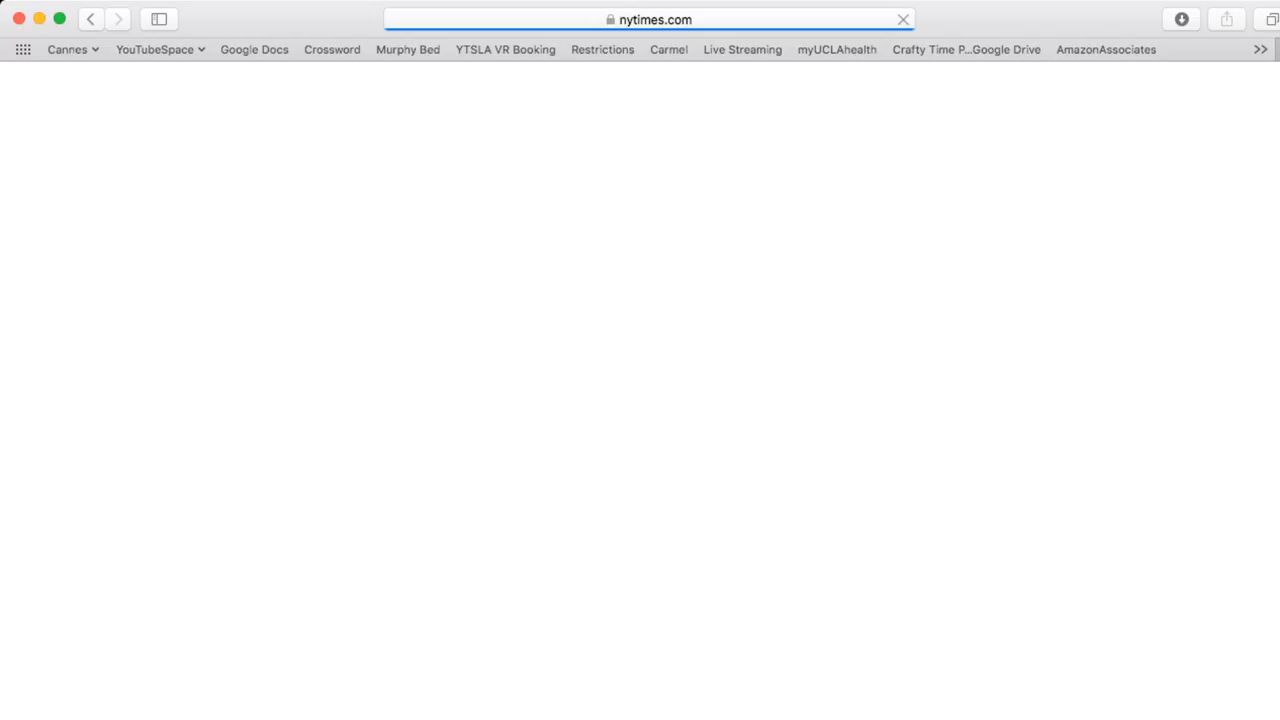 nytimes.com
Cannes YouTubeSpace Google Docs Crossword Murphy Bed YTSLA VR Booking Restrictions Carmel Live Streaming myUCLAhealth Crafty Time P...Google Drive AmazonAssociates